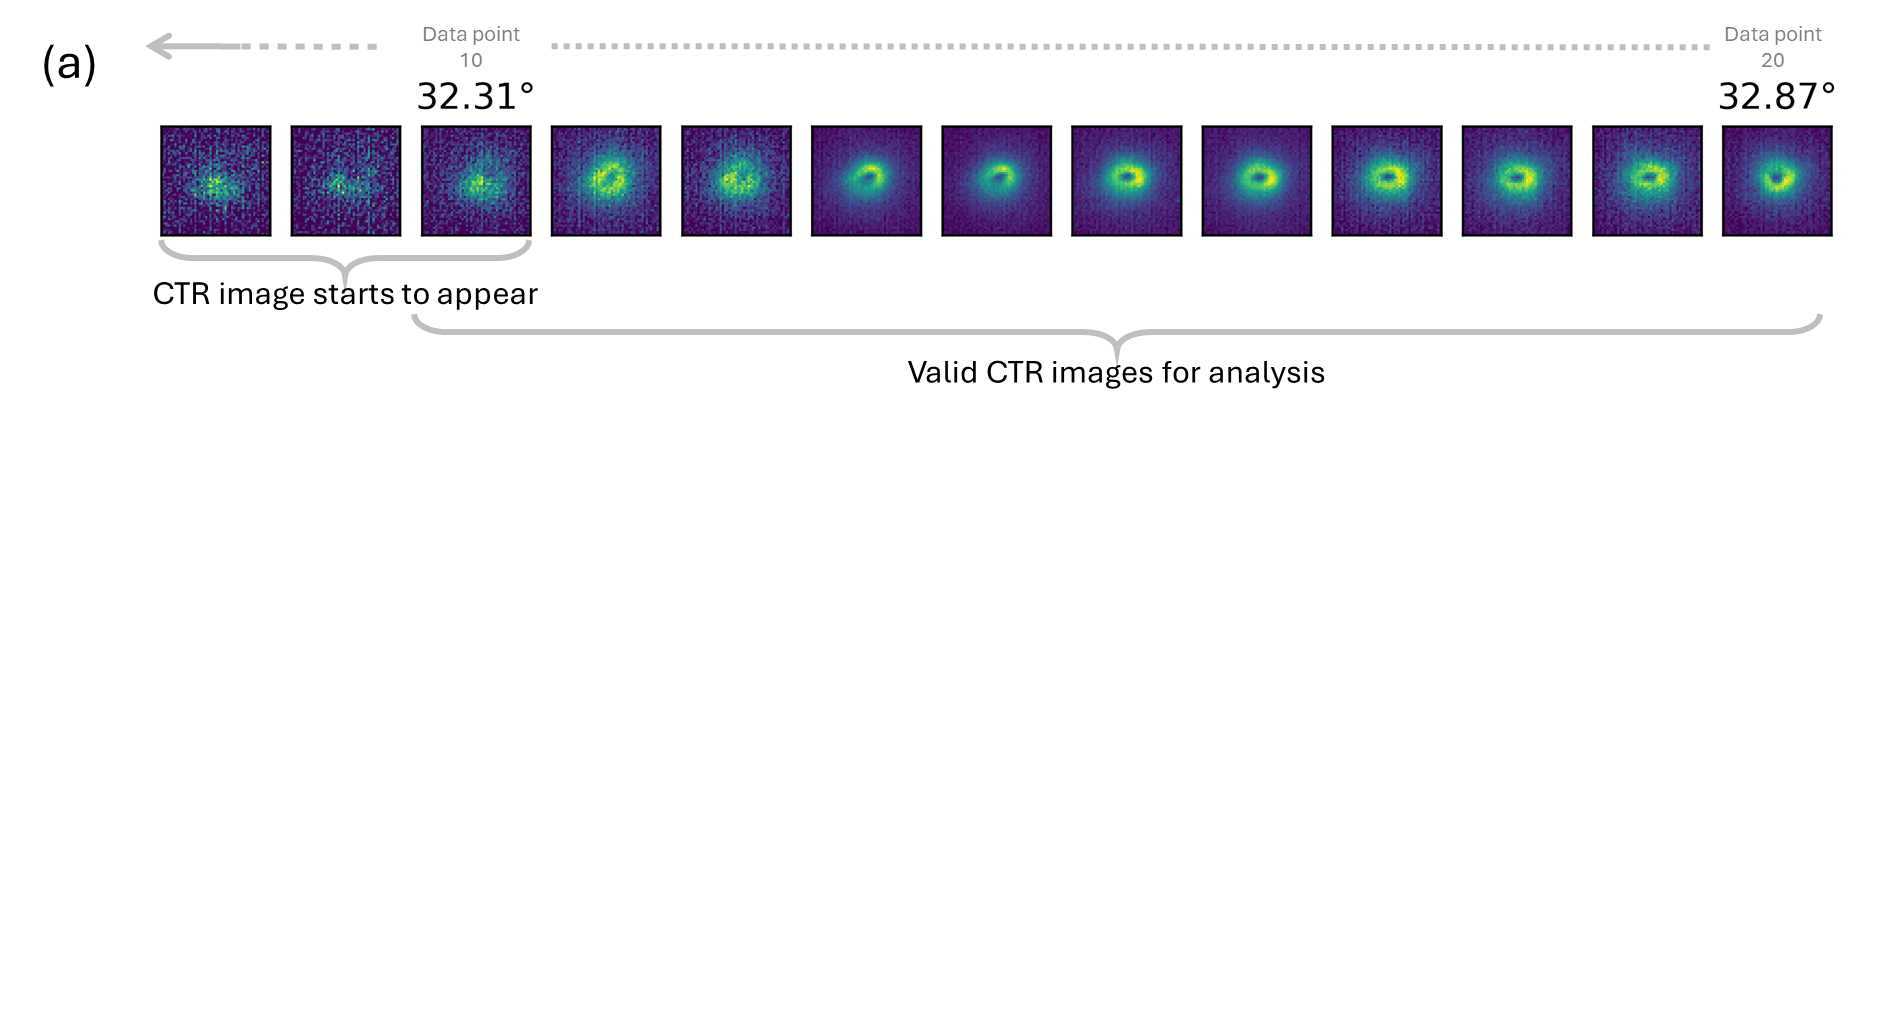 (a)
Data point
10
32.31°
Data point
20
32.87°
CTR image starts to appear
Valid CTR images for analysis